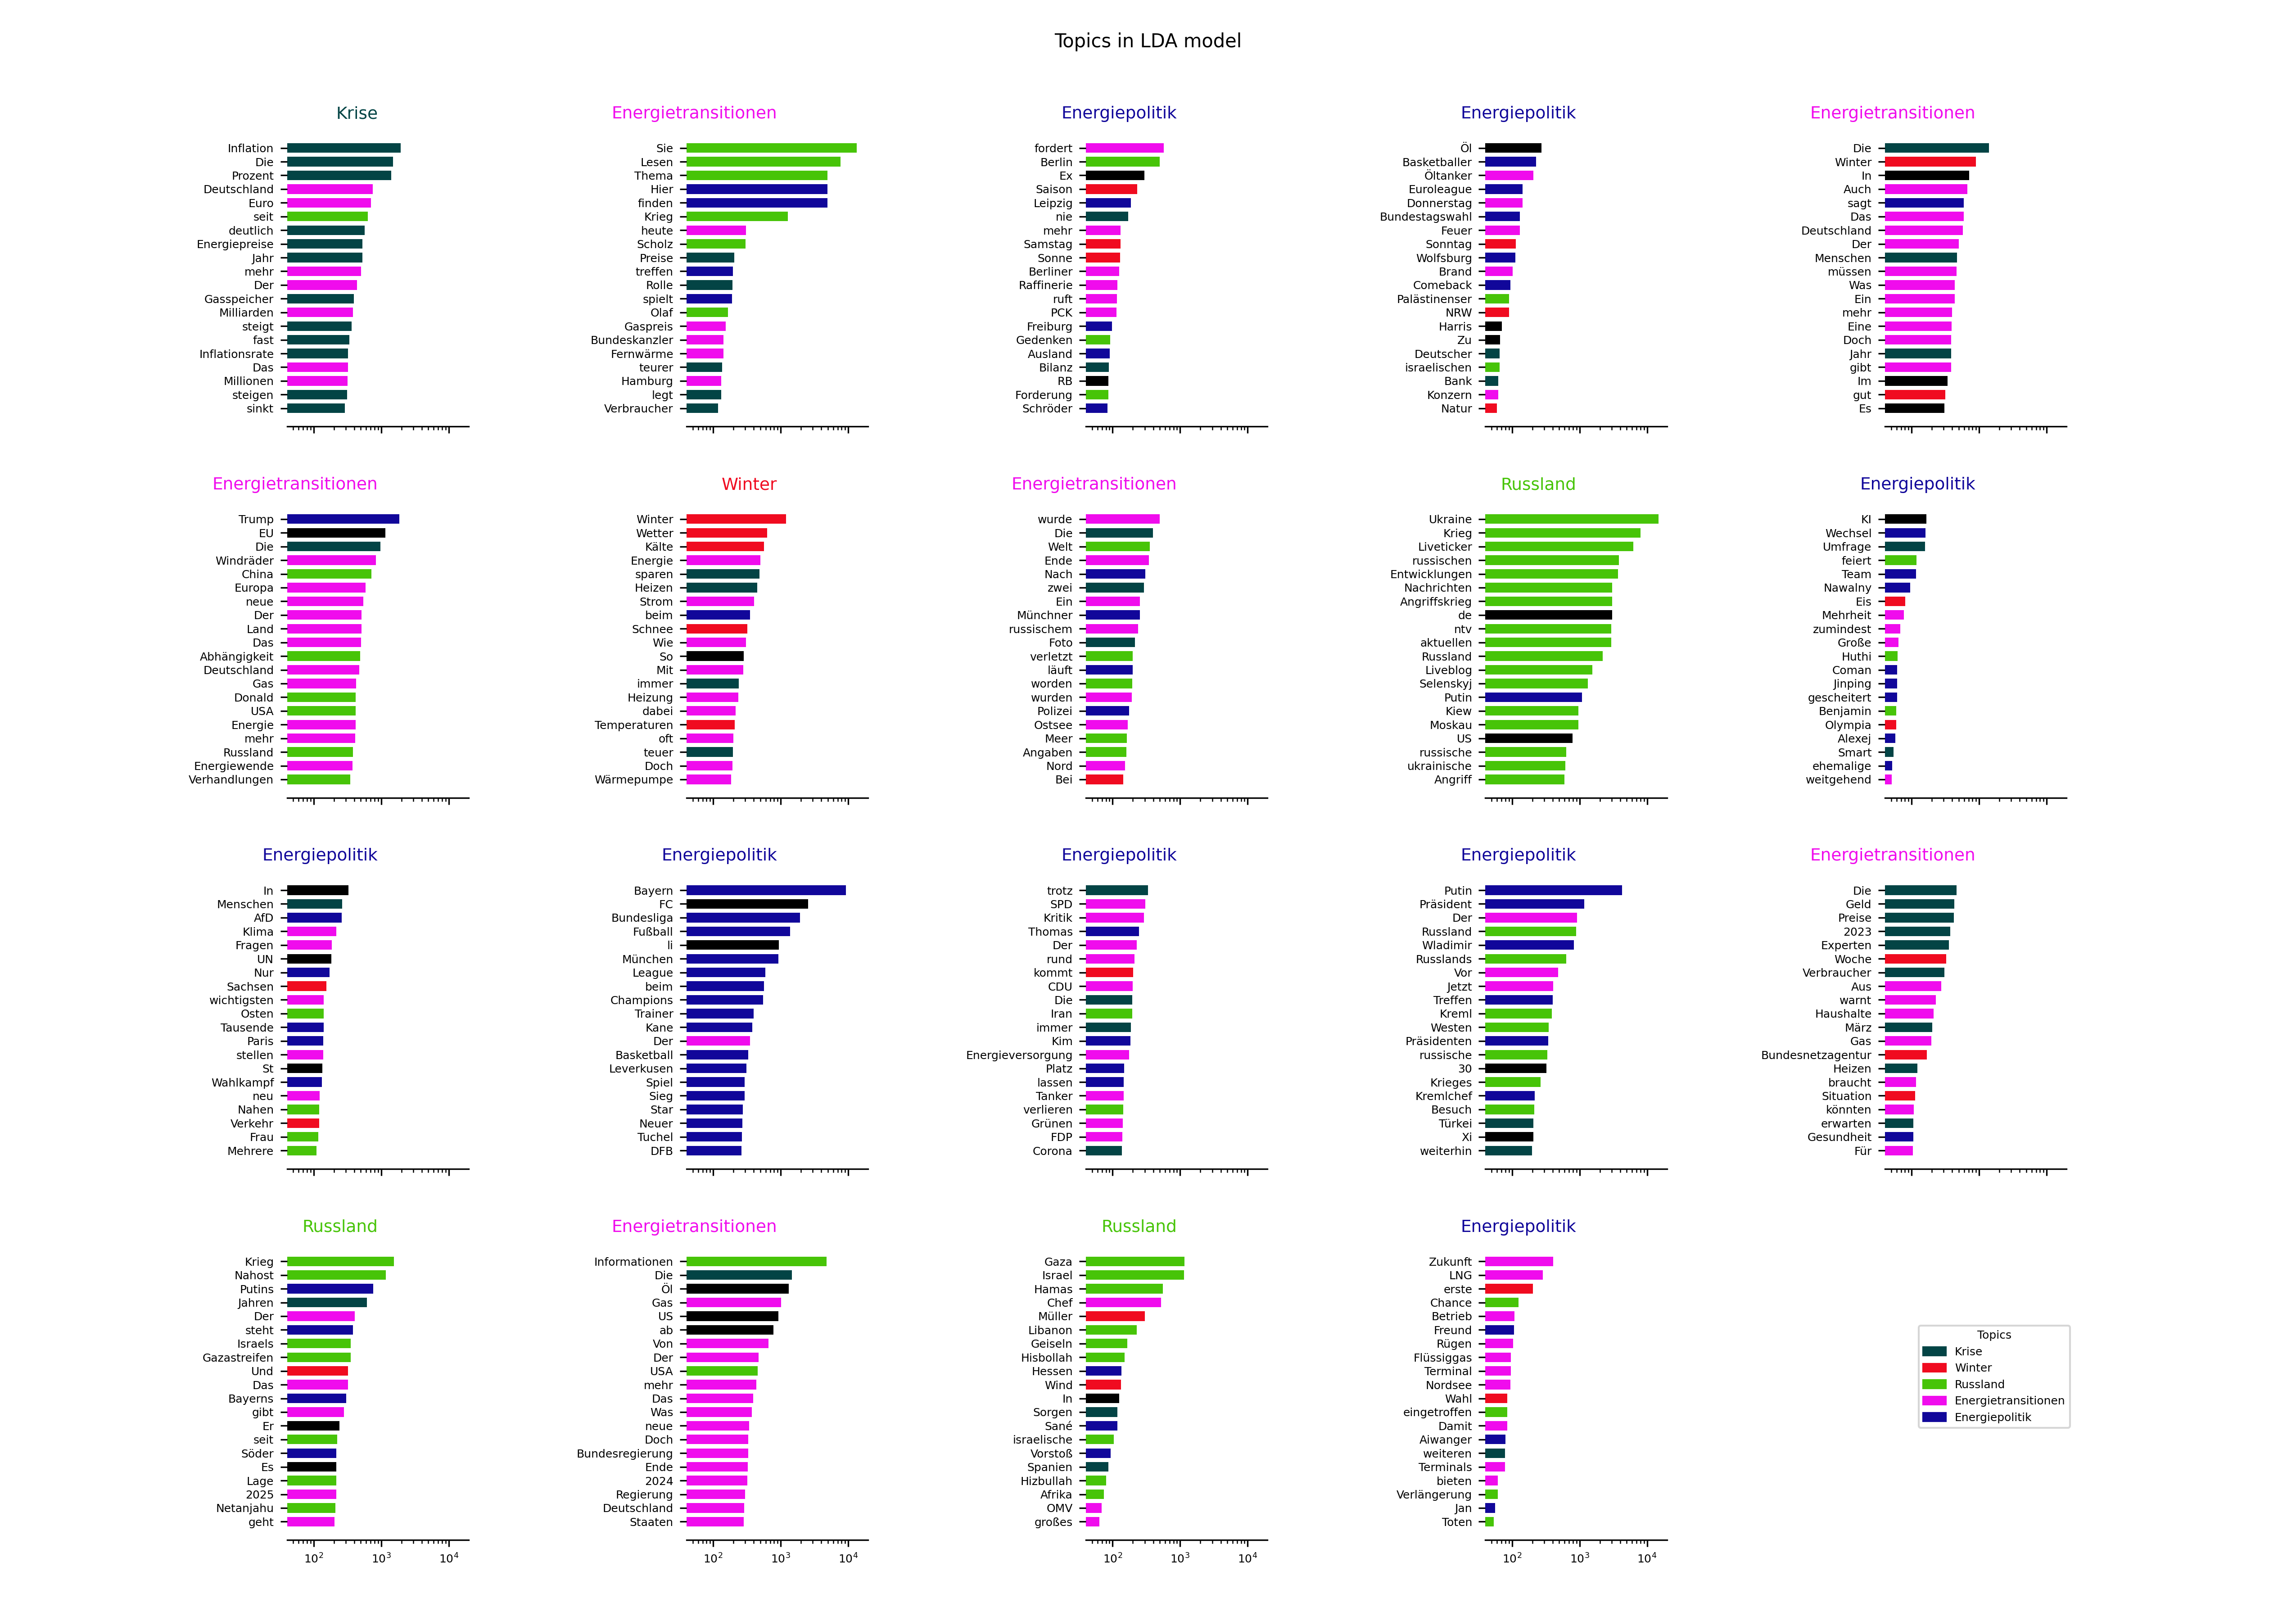 Topics in LDA model
Krise
Inflation
Die
Prozent
Deutschland
Euro
seit
deutlich
Energiepreise
Jahr
mehr
Der
Gasspeicher
Milliarden
steigt
fast
Inflationsrate
Das
Millionen
steigen
sinkt
Energietransitionen
Sie
Lesen
Thema
Hier
finden
Krieg
heute
Scholz
Preise
treffen
Rolle
spielt
Olaf
Gaspreis
Bundeskanzler
Fernwärme
teurer
Hamburg
legt
Verbraucher
Energiepolitik
fordert
Berlin
Ex
Saison
Leipzig
nie
mehr
Samstag
Sonne
Berliner
Raffinerie
ruft
PCK
Freiburg
Gedenken
Ausland
Bilanz
RB
Forderung
Schröder
Energiepolitik
Öl
Basketballer
Öltanker
Euroleague
Donnerstag
Bundestagswahl
Feuer
Sonntag
Wolfsburg
Brand
Comeback
Palästinenser
NRW
Harris
Zu
Deutscher
israelischen
Bank
Konzern
Natur
Energietransitionen
Die
Winter
In
Auch
sagt
Das
Deutschland
Der
Menschen
müssen
Was
Ein
mehr
Eine
Doch
Jahr
gibt
Im
gut
Es
Energietransitionen
Trump
EU
Die
Windräder
China
Europa
neue
Der
Land
Das
Abhängigkeit
Deutschland
Gas
Donald
USA
Energie
mehr
Russland
Energiewende
Verhandlungen
Winter
Winter
Wetter
Kälte
Energie
sparen
Heizen
Strom
beim
Schnee
Wie
So
Mit
immer
Heizung
dabei
Temperaturen
oft
teuer
Doch
Wärmepumpe
Energietransitionen
wurde
Die
Welt
Ende
Nach
zwei
Ein
Münchner
russischem
Foto
verletzt
läuft
worden
wurden
Polizei
Ostsee
Meer
Angaben
Nord
Bei
Russland
Ukraine
Krieg
Liveticker
russischen
Entwicklungen
Nachrichten
Angriffskrieg
de
ntv
aktuellen
Russland
Liveblog
Selenskyj
Putin
Kiew
Moskau
US
russische
ukrainische
Angriff
Energiepolitik
KI
Wechsel
Umfrage
feiert
Team
Nawalny
Eis
Mehrheit
zumindest
Große
Huthi
Coman
Jinping
gescheitert
Benjamin
Olympia
Alexej
Smart
ehemalige
weitgehend
Energiepolitik
In
Menschen
AfD
Klima
Fragen
UN
Nur
Sachsen
wichtigsten
Osten
Tausende
Paris
stellen
St
Wahlkampf
neu
Nahen
Verkehr
Frau
Mehrere
Energiepolitik
Bayern
FC
Bundesliga
Fußball
li
München
League
beim
Champions
Trainer
Kane
Der
Basketball
Leverkusen
Spiel
Sieg
Star
Neuer
Tuchel
DFB
Energiepolitik
trotz
SPD
Kritik
Thomas
Der
rund
kommt
CDU
Die
Iran
immer
Kim
Energieversorgung
Platz
lassen
Tanker
verlieren
Grünen
FDP
Corona
Energiepolitik
Putin
Präsident
Der
Russland
Wladimir
Russlands
Vor
Jetzt
Treffen
Kreml
Westen
Präsidenten
russische
30
Krieges
Kremlchef
Besuch
Türkei
Xi
weiterhin
Energietransitionen
Die
Geld
Preise
2023
Experten
Woche
Verbraucher
Aus
warnt
Haushalte
März
Gas
Bundesnetzagentur
Heizen
braucht
Situation
könnten
erwarten
Gesundheit
Für
Russland
Krieg
Nahost
Putins
Jahren
Der
steht
Israels
Gazastreifen
Und
Das
Bayerns
gibt
Er
seit
Söder
Es
Lage
2025
Netanjahu
geht
10² 10³ 10⁴
Energietransitionen
Informationen
Die
Öl
Gas
US
ab
Von
Der
USA
mehr
Das
Was
neue
Doch
Bundesregierung
Ende
2024
Regierung
Deutschland
Staaten
10² 10³ 10⁴
Russland
Gaza
Israel
Hamas
Chef
Müller
Libanon
Geiseln
Hisbollah
Hessen
Wind
In
Sorgen
Sané
israelische
Vorstoß
Spanien
Hizbullah
Afrika
OMV
großes
10² 10³ 10⁴
Energiepolitik
Zukunft
LNG
erste
Chance
Betrieb
Freund
Rügen
Flüssiggas
Terminal
Nordsee
Wahl
eingetroffen
Damit
Aiwanger
weiteren
Terminals
bieten
Verlängerung
Jan
Toten
10² 10³ 10⁴
Topics
Krise
Winter
Russland
Energietransitionen
Energiepolitik